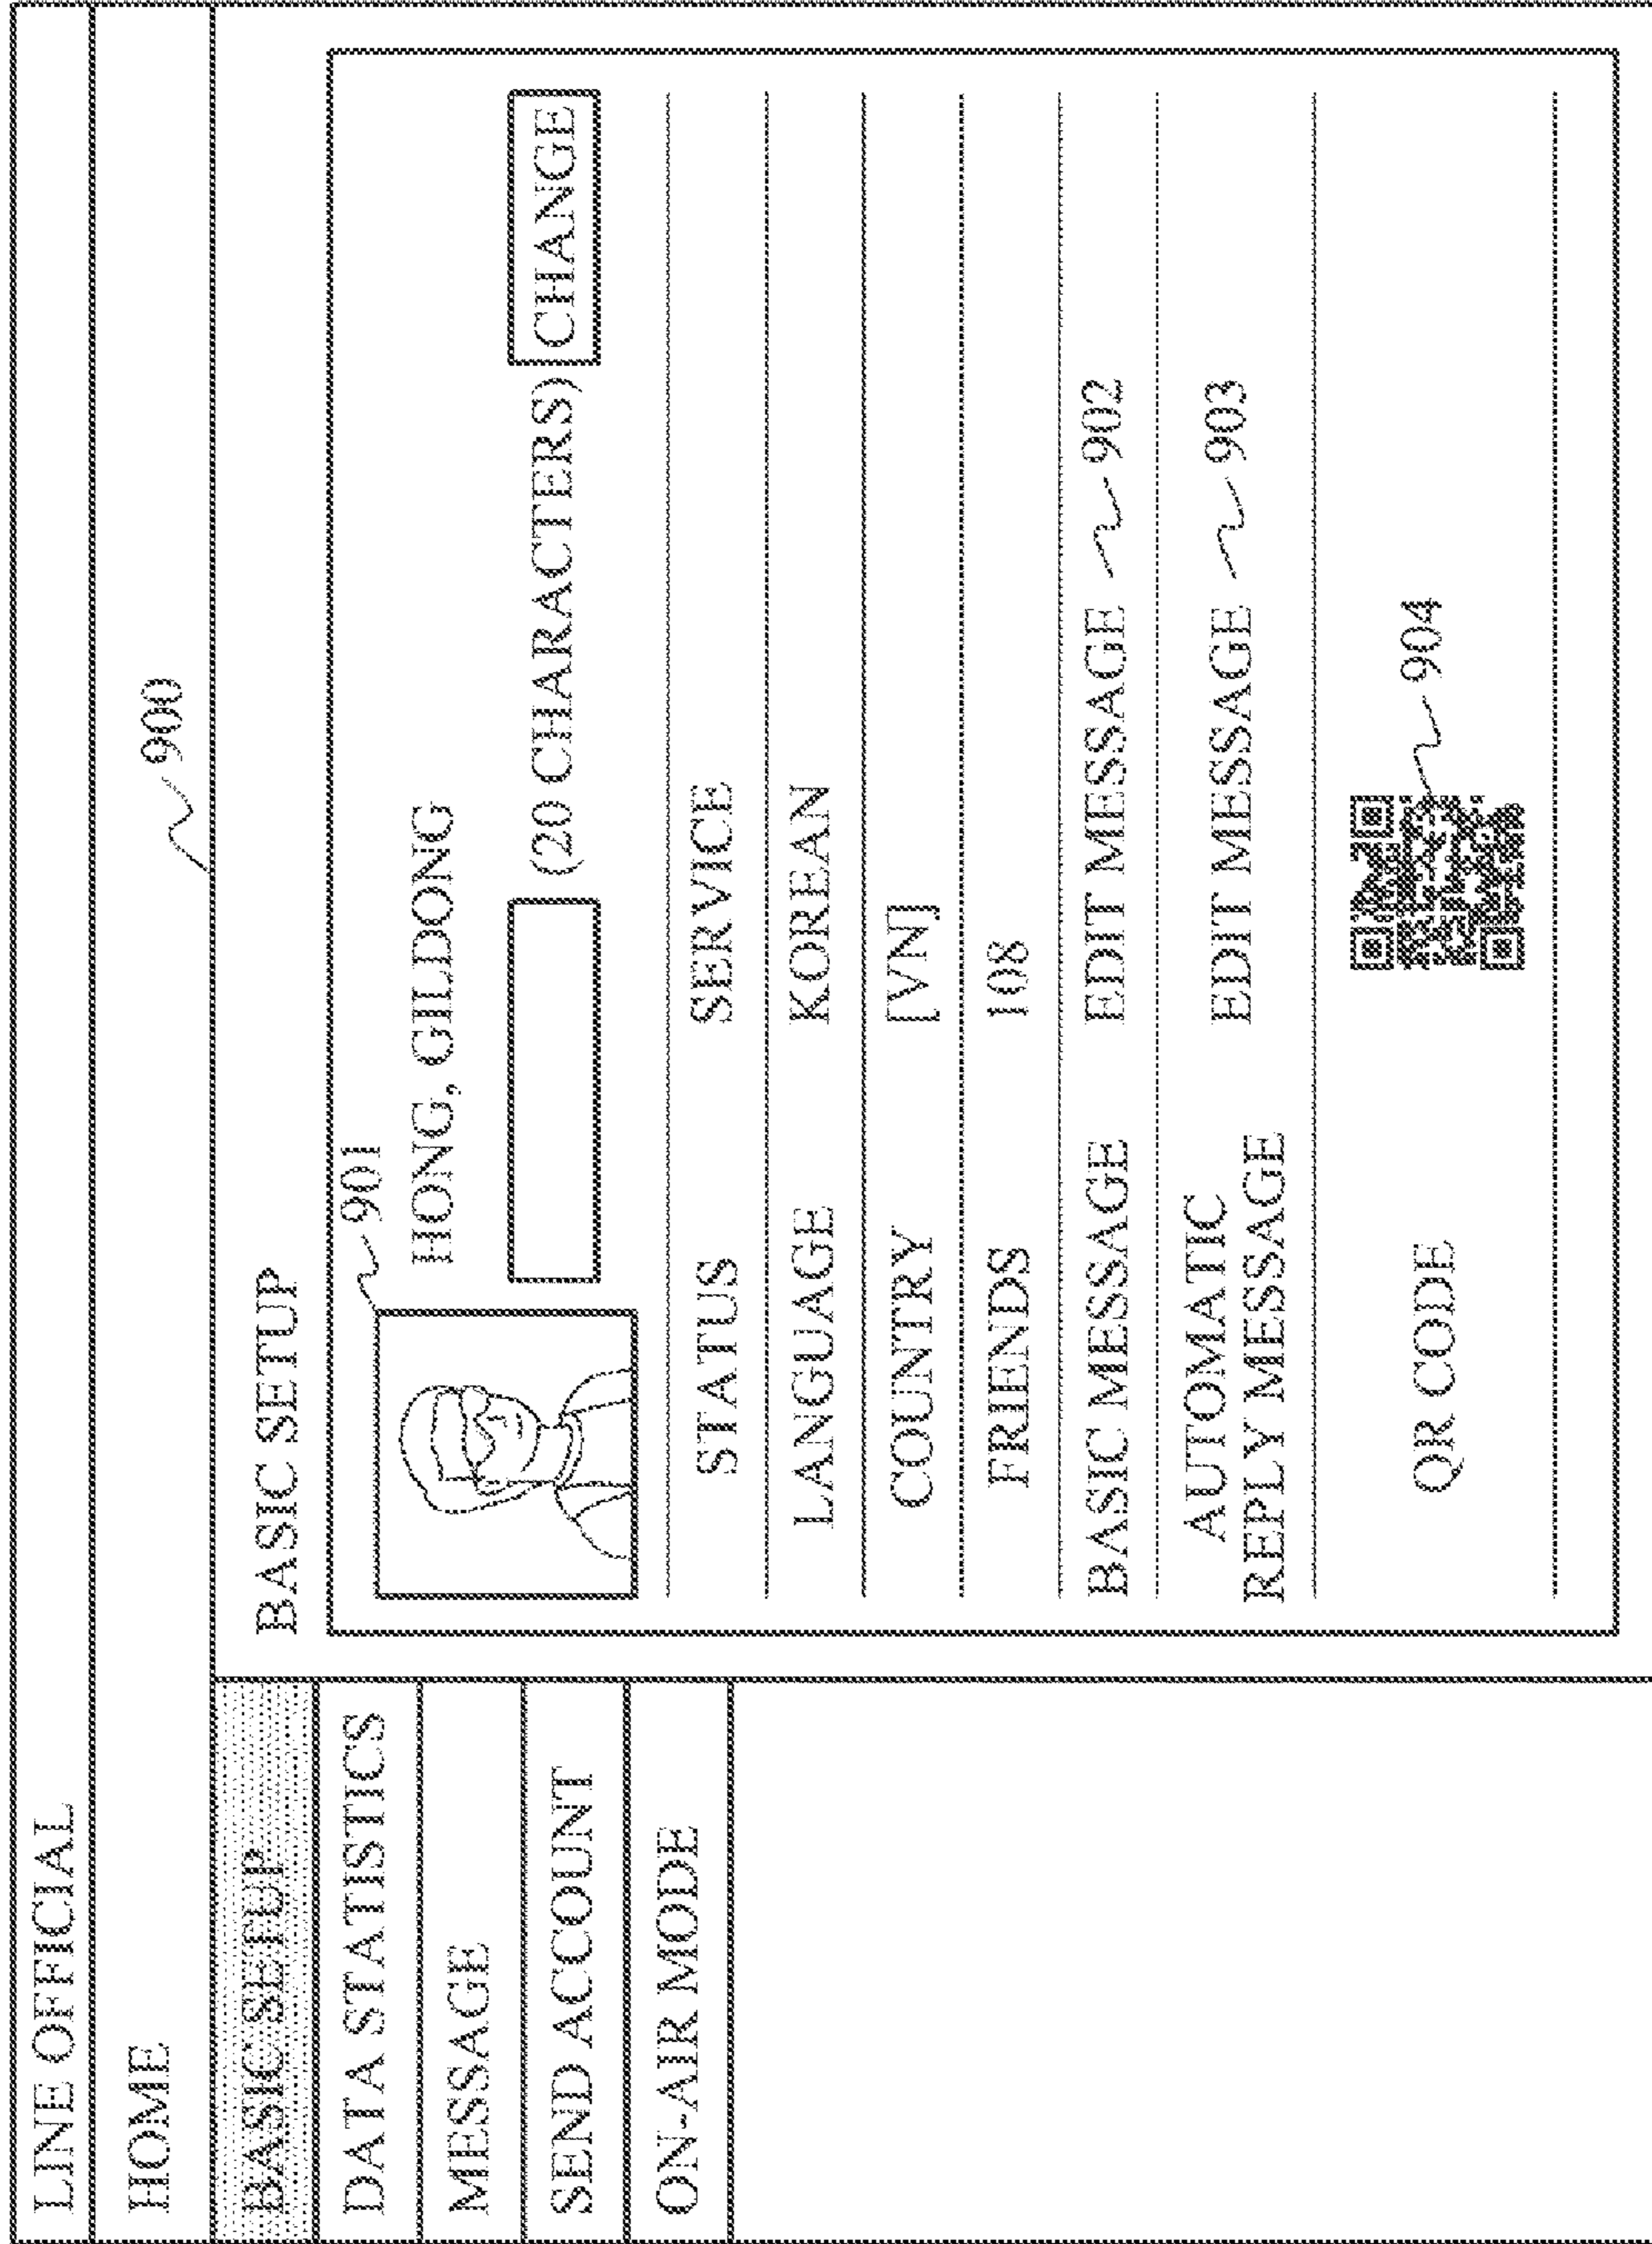 LINE OFFICIAL
HOME
900
BASIC SETUP
DATA STATISTICS
MESSAGE
SEND ACCOUNT
ON-AIR MODE
BASIC SETUP
901
HONG, GILDONG
(20 CHARACTERS) CHANGE
STATUS SERVICE
LANGUAGE KOREAN
COUNTRY [VN]
FRIENDS 108
BASIC MESSAGE EDIT MESSAGE 902
AUTOMATIC
REPLY MESSAGE EDIT MESSAGE 903
QR CODE 904